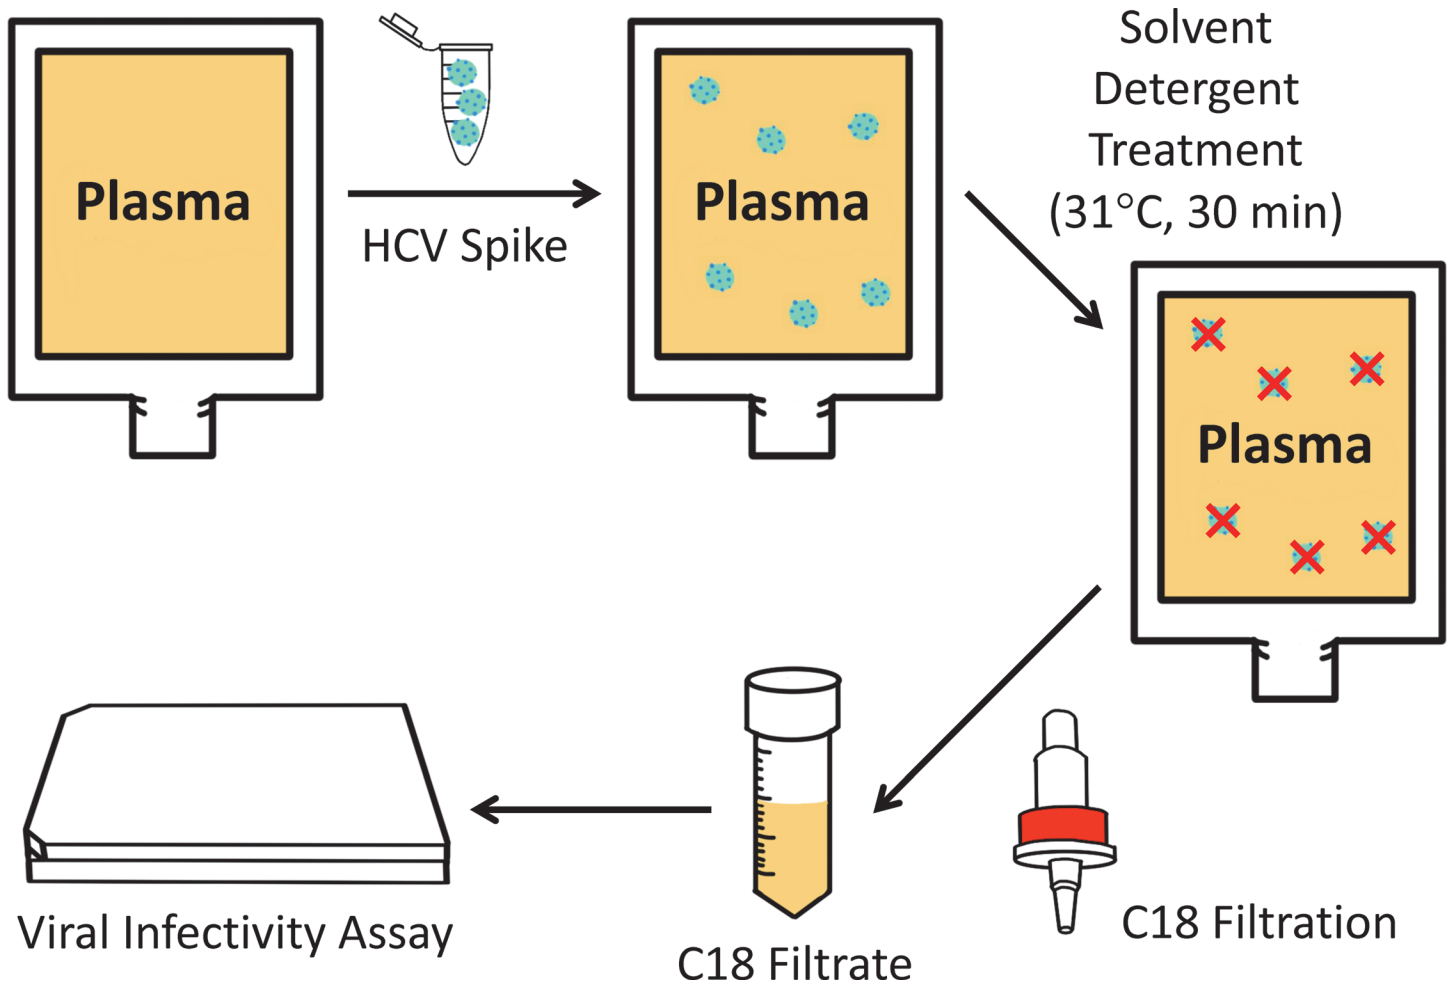 Plasma
HCV Spike
Plasma
Solvent
Detergent
Treatment
(31°C, 30 min)
Plasma
C18 Filtration
C18 Filtrate
Viral Infectivity Assay